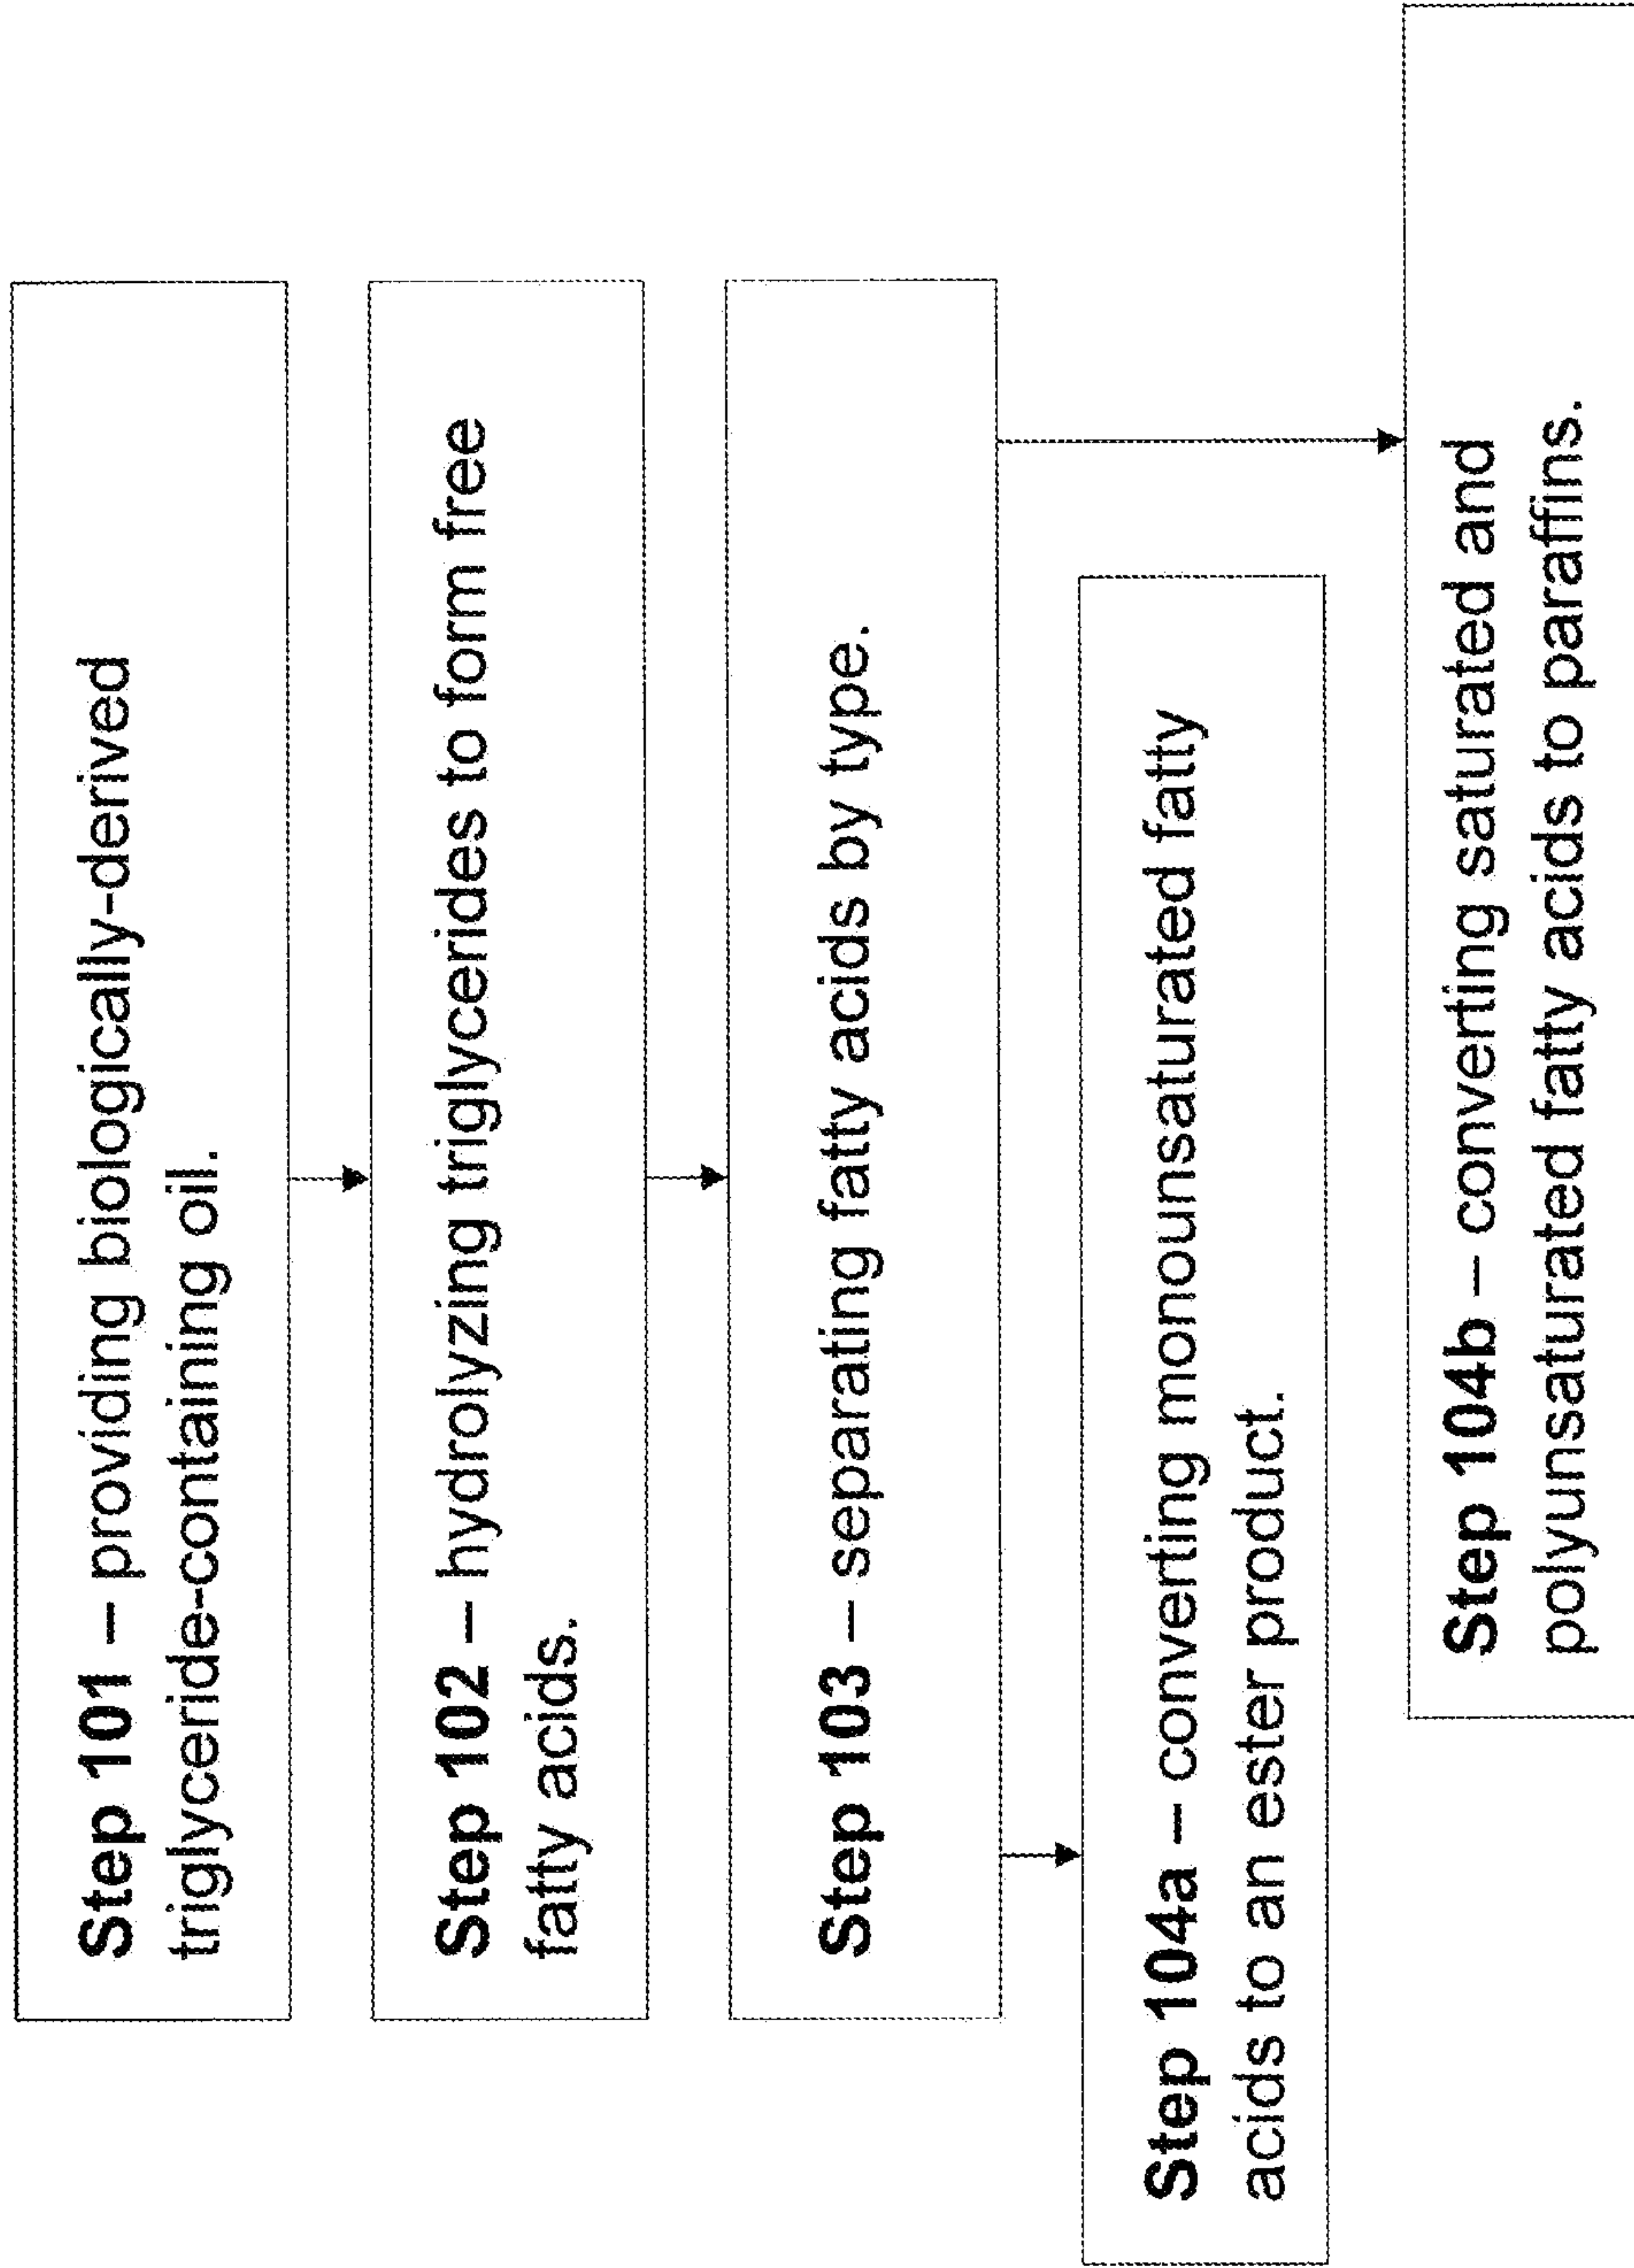 Step 101 – providing biologically-derived
triglyceride-containing oil.
Step 102 – hydrolyzing triglycerides to form free
fatty acids.
Step 103 – separating fatty acids by type.
Step 104a – converting monounsaturated fatty
acids to an ester product.
Step 104b – converting saturated and
polyunsaturated fatty acids to paraffins.